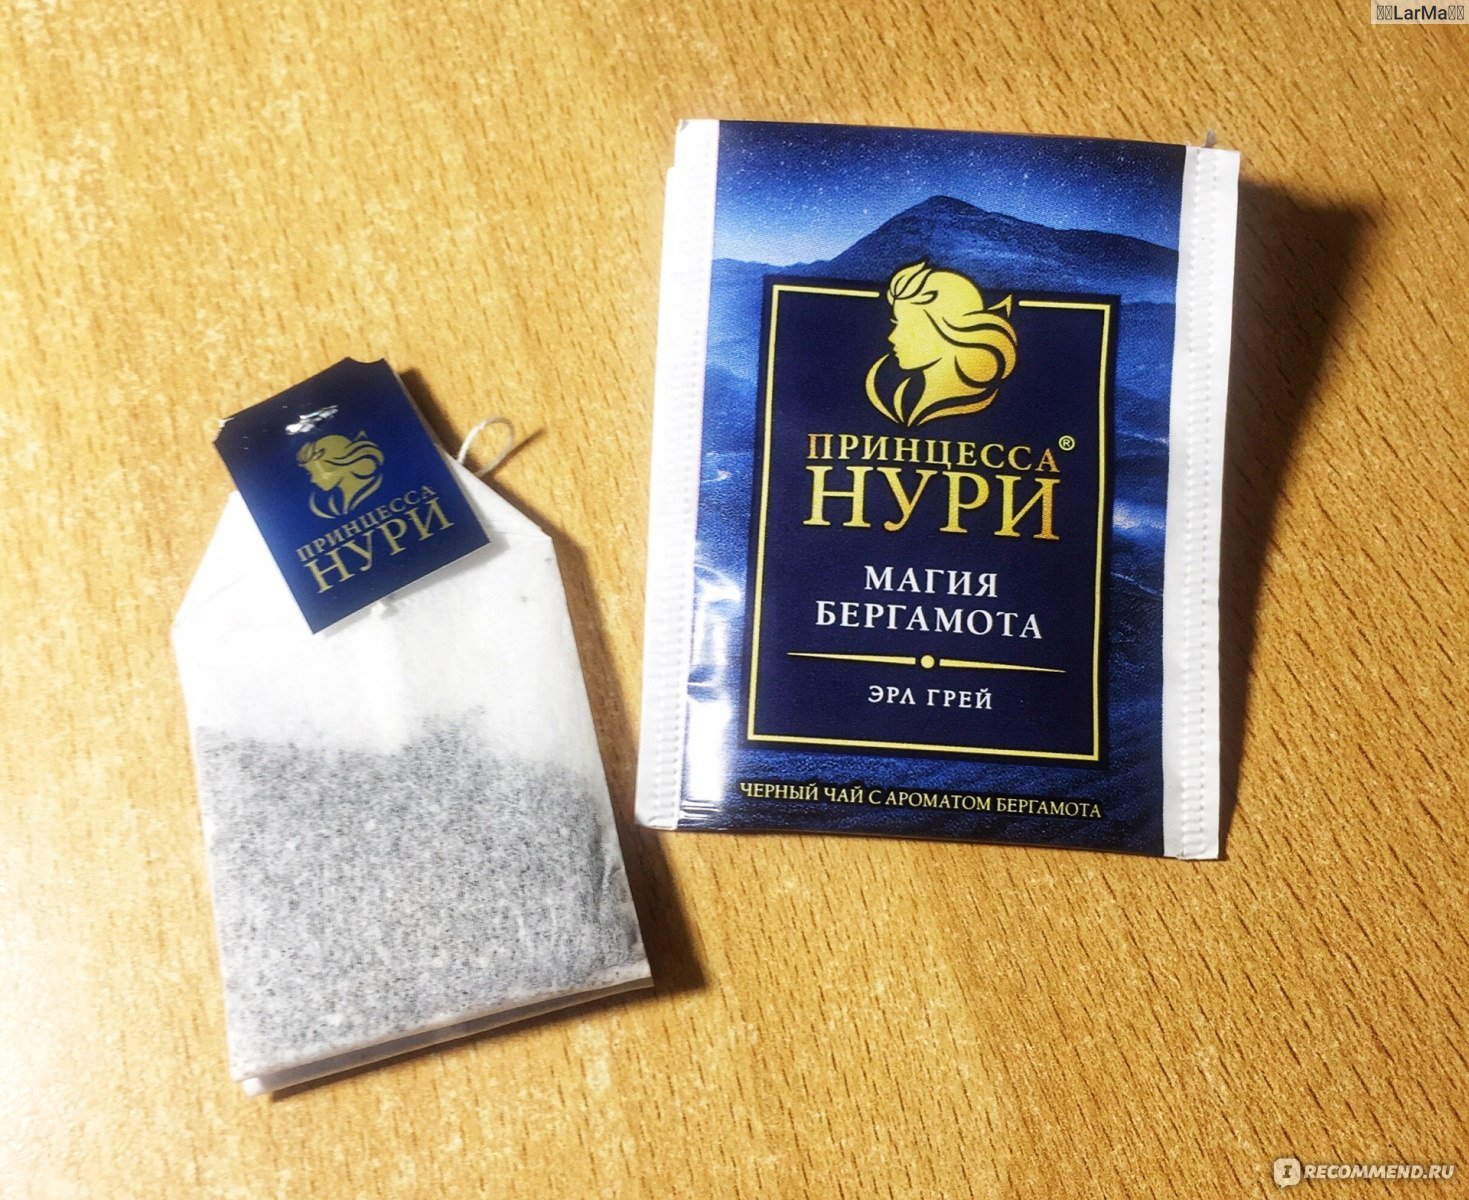 LarMa
ПРИНЦЕССА®
НУРИ
МАГИЯ
БЕРГАМОТА
ЭРЛ ГРЕЙ
ЧЕРНЫЙ ЧАЙ С АРОМАТОМ БЕРГАМОТА
ПРИНЦЕССА
НУРИ
I RECOMMEND.RU